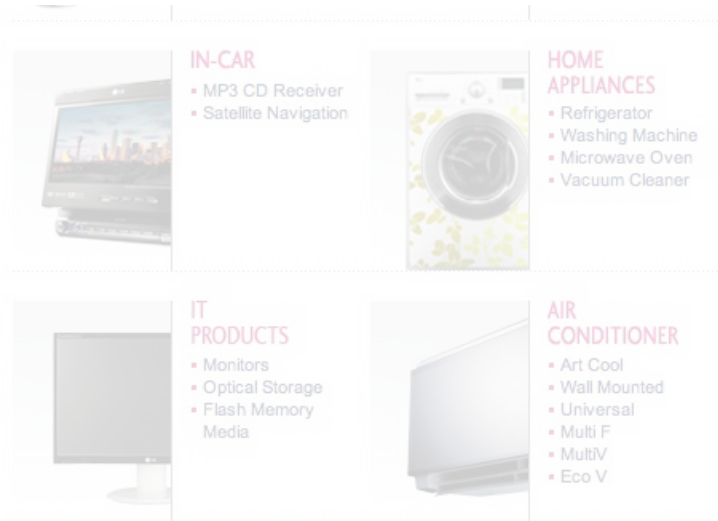 IN-CAR
MP3 CD Receiver
Satellite Navigation
HOME
APPLIANCES
Refrigerator
Washing Machine
Microwave Oven
Vacuum Cleaner
IT
PRODUCTS
Monitors
Optical Storage
Flash Memory
Media
AIR
CONDITIONER
Art Cool
Wall Mounted
Universal
Multi F
MultiV
Eco V